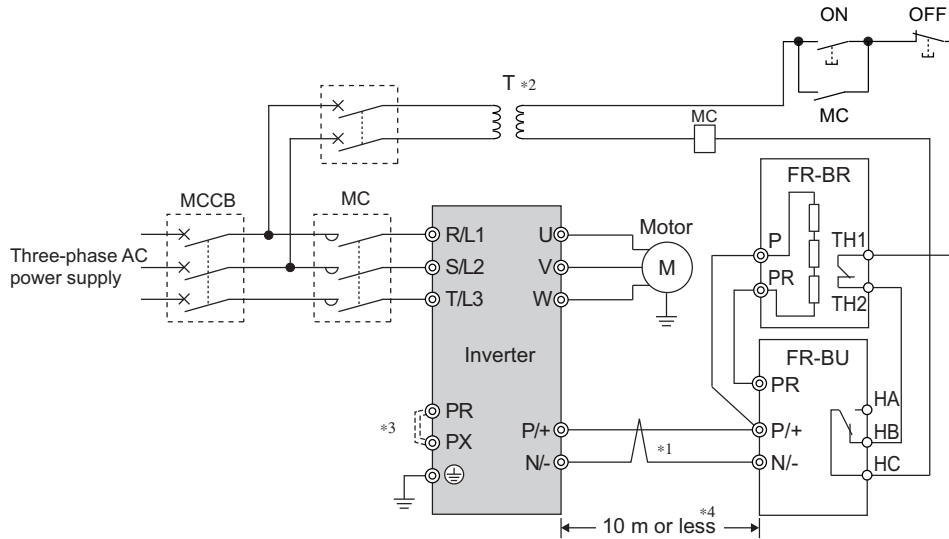 ON
OFF
T *2
MC
MC
FR-BR
MCCB
MC
R/L1
U
Motor
P
TH1
Three-phase AC
power supply
S/L2
V
M
PR
T/L3
W
TH2
Inverter
FR-BU
PR
HA
PR
*3
P/+
*1
P/+
HB
PX
N/-
N/-
HC
*4
10 m or less